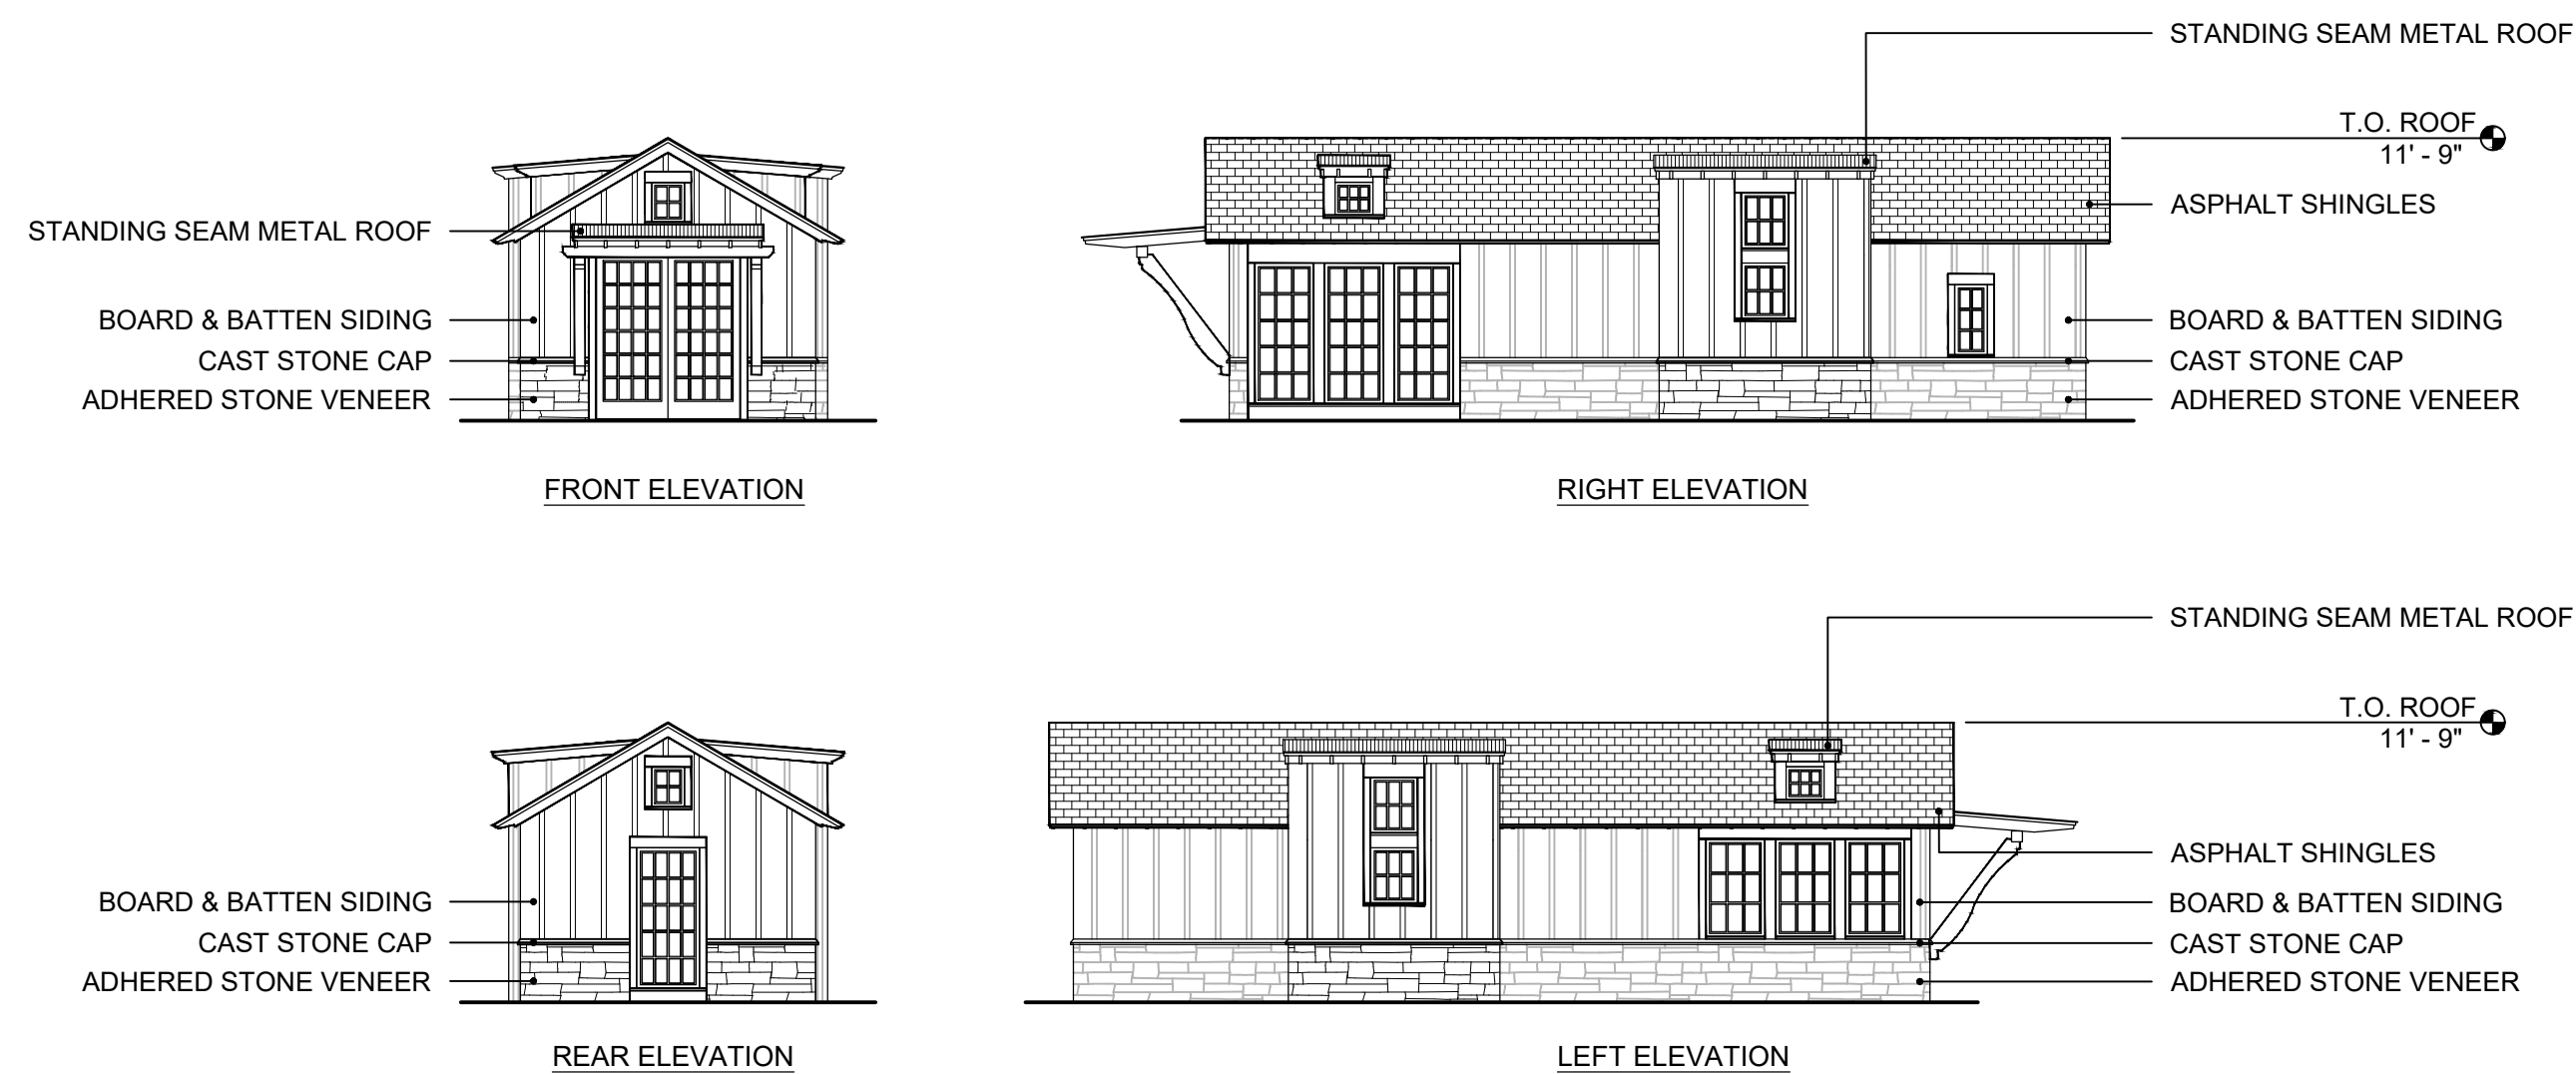 STANDING SEAM METAL ROOF
BOARD & BATTEN SIDING
CAST STONE CAP
ADHERED STONE VENEER
FRONT ELEVATION
STANDING SEAM METAL ROOF
T.O. ROOF
11' - 9"
ASPHALT SHINGLES
BOARD & BATTEN SIDING
CAST STONE CAP
ADHERED STONE VENEER
RIGHT ELEVATION
BOARD & BATTEN SIDING
CAST STONE CAP
ADHERED STONE VENEER
REAR ELEVATION
STANDING SEAM METAL ROOF
T.O. ROOF
11' - 9"
ASPHALT SHINGLES
BOARD & BATTEN SIDING
CAST STONE CAP
ADHERED STONE VENEER
LEFT ELEVATION